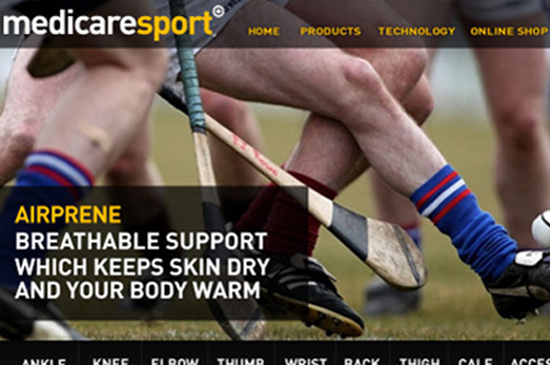 medicaresport
HOME PRODUCTS TECHNOLOGY ONLINE SHOP
AIRPRENE
BREATHABLE SUPPORT
WHICH KEEPS SKIN DRY
AND YOUR BODY WARM
ANKLE KNEE ELBOW THUMB WRIST BACK THIGH CALF ACCES